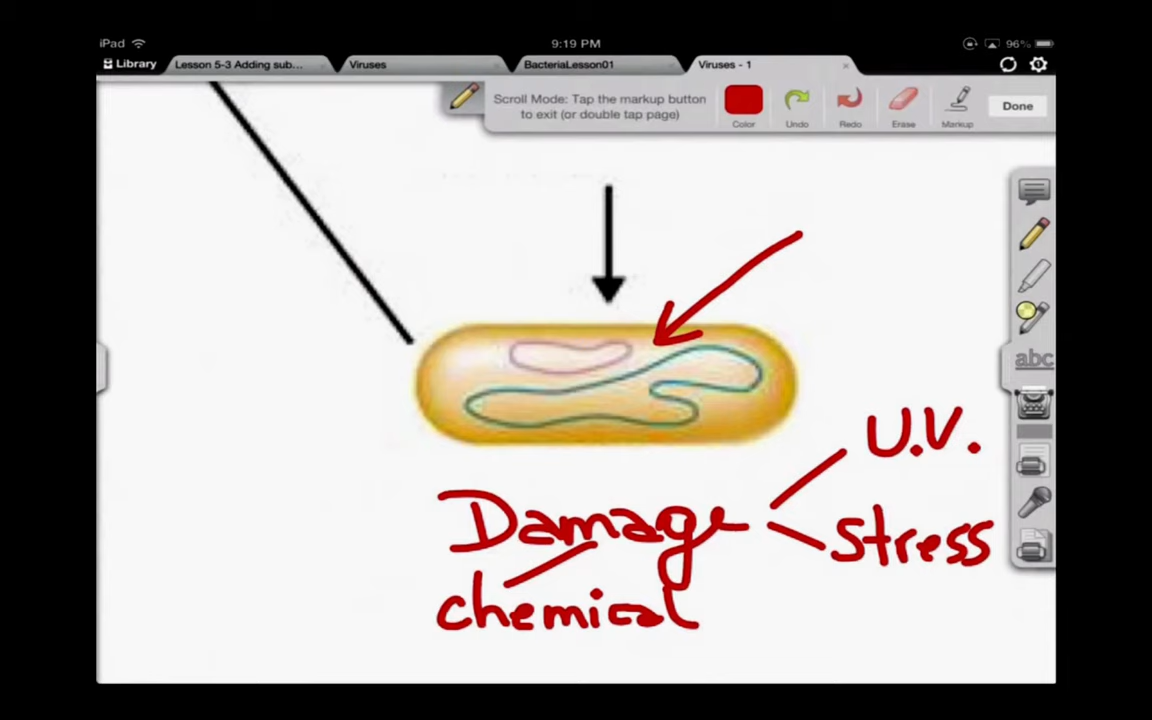 iPad 9:19 PM 96%
Library Lesson 5-3 Adding sub... Viruses BacteriaLesson01 Viruses - 1
Scroll Mode: Tap the markup button
to exit (or double tap page)
Color Undo Redo Erase Markup Done
abc
U.V.
Damage stress
chemical